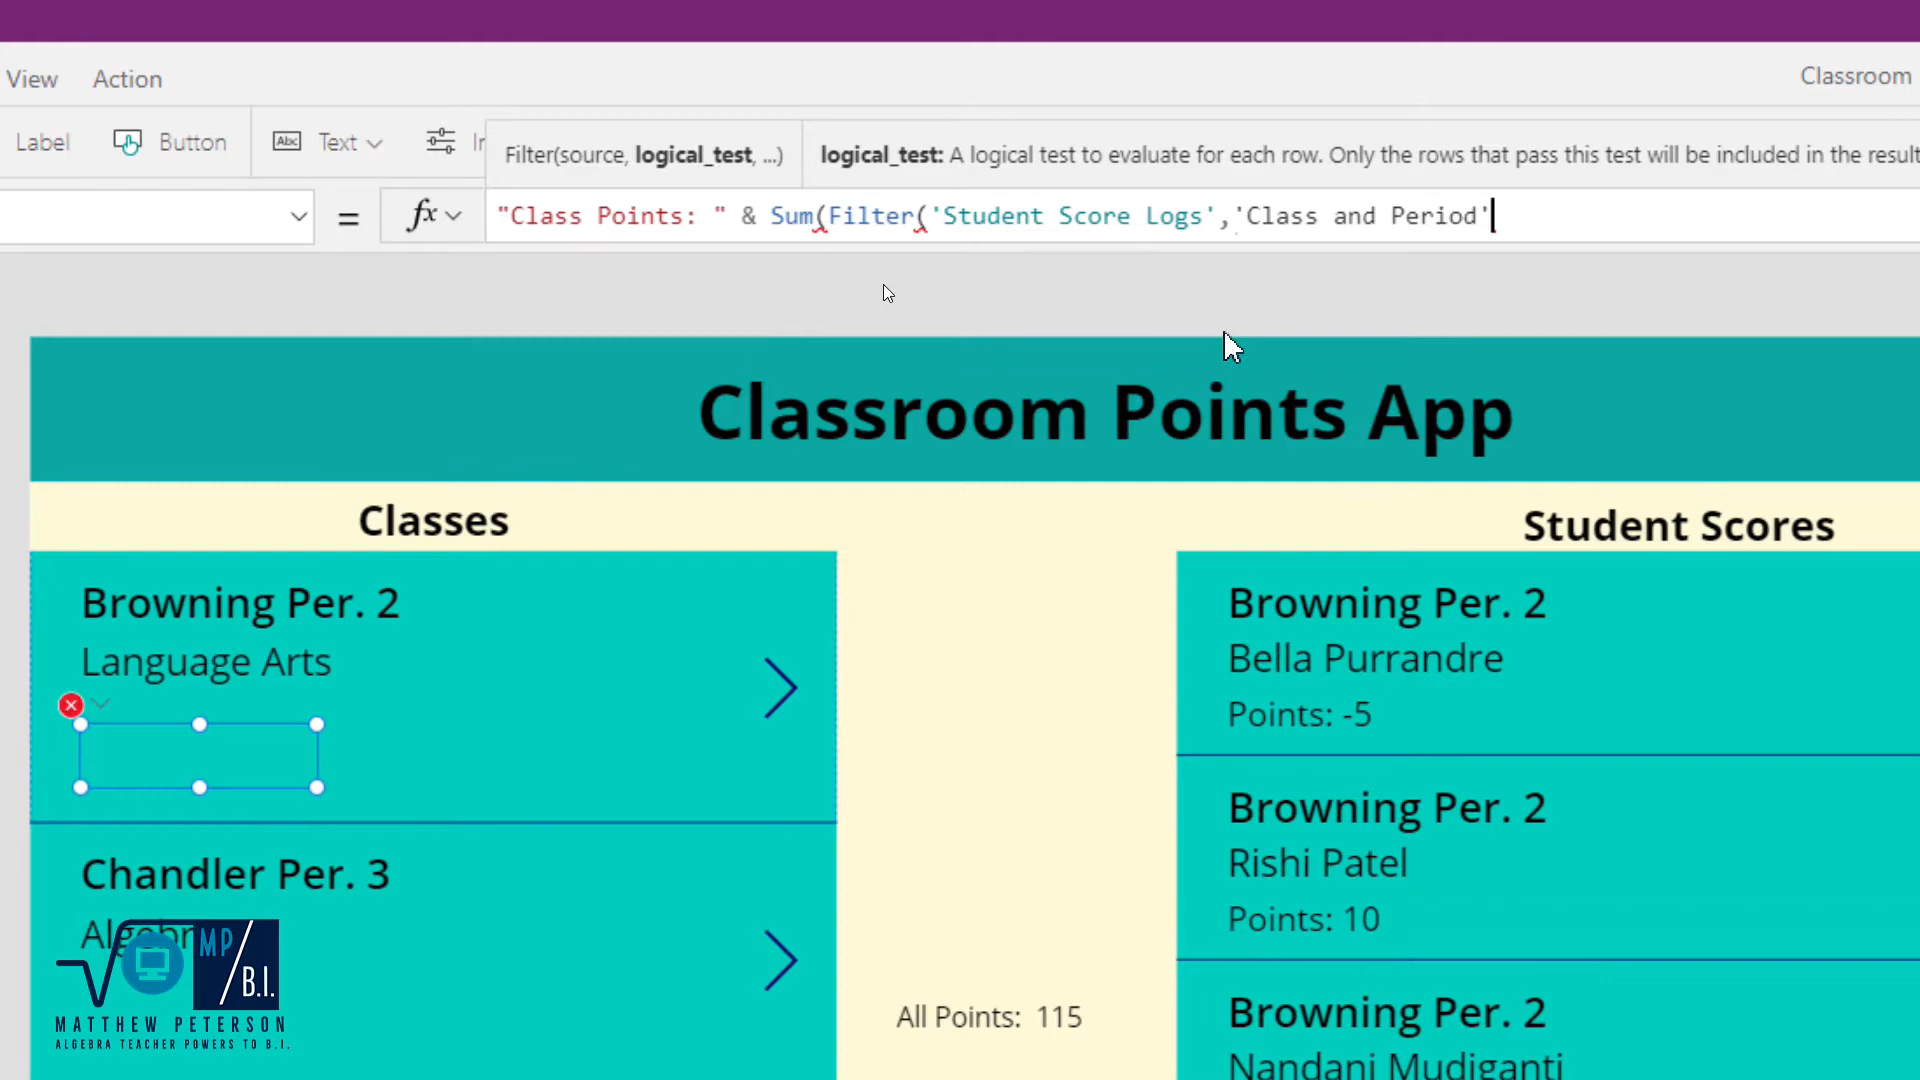 View Action Classroom
Label Button Abc Text
Filter(source, logical_test, ...) logical_test: A logical test to evaluate for each row. Only the rows that pass this test will be included in the result
= fx "Class Points: " & Sum(Filter('Student Score Logs','Class and Period'
Classroom Points App
Classes
Student Scores
Browning Per. 2
Language Arts
Chandler Per. 3
MP/B.I.
MATTHEW PETERSON
ALGEBRA TEACHER POWERS TO B.I.
All Points: 115
Browning Per. 2
Bella Purrandre
Points: -5
Browning Per. 2
Rishi Patel
Points: 10
Browning Per. 2
Nandani Mudiganti